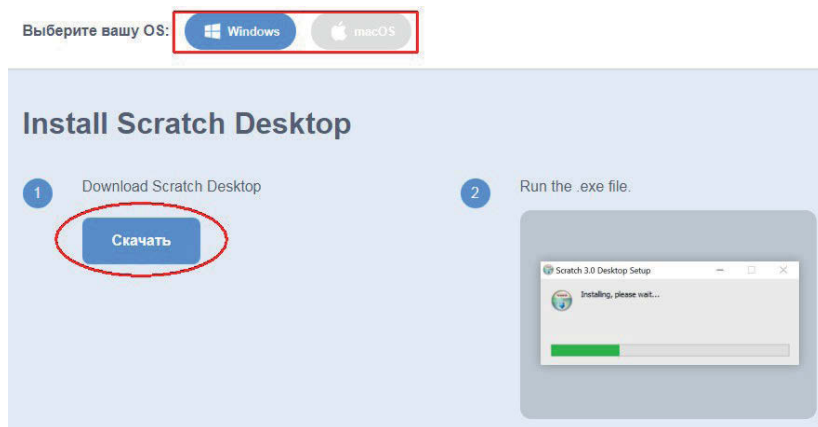 Выберите вашу OS: Windows macOS
Install Scratch Desktop
1 Download Scratch Desktop
Скачать
2 Run the .exe file.
Scratch 3.0 Desktop Setup
Installing, please wait...